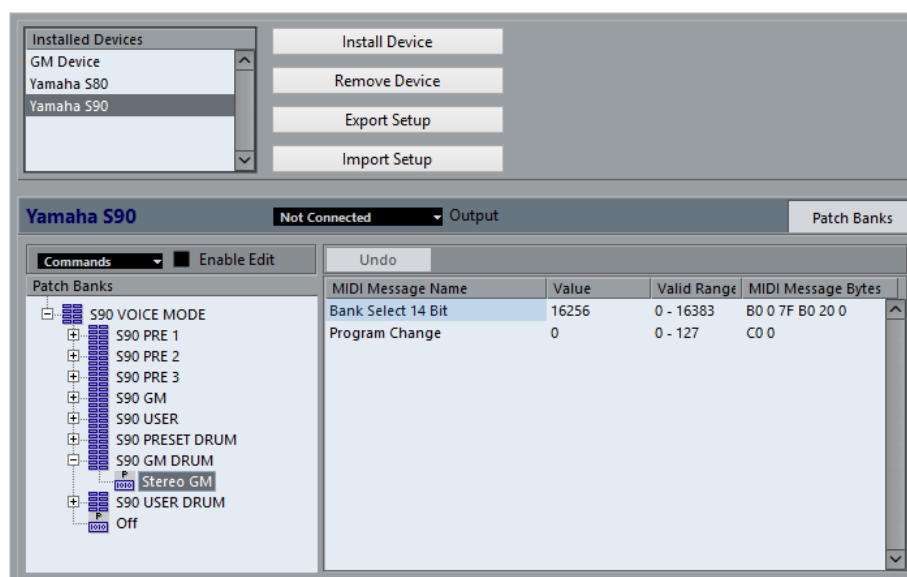 Installed Devices
GM Device
Yamaha S80
Yamaha S90
Install Device
Remove Device
Export Setup
Import Setup
Yamaha S90
Not Connected
Output
Patch Banks
Commands
Enable Edit
Undo
Patch Banks
S90 VOICE MODE
S90 PRE 1
S90 PRE 2
S90 PRE 3
S90 GM
S90 USER
S90 PRESET DRUM
S90 GM DRUM
P 1010 Stereo GM
S90 USER DRUM
P 1010 Off
MIDI Message Name Value Valid Range MIDI Message Bytes
Bank Select 14 Bit 16256 0 - 16383 B0 0 7F B0 20 0
Program Change 0 0 - 127 C0 0